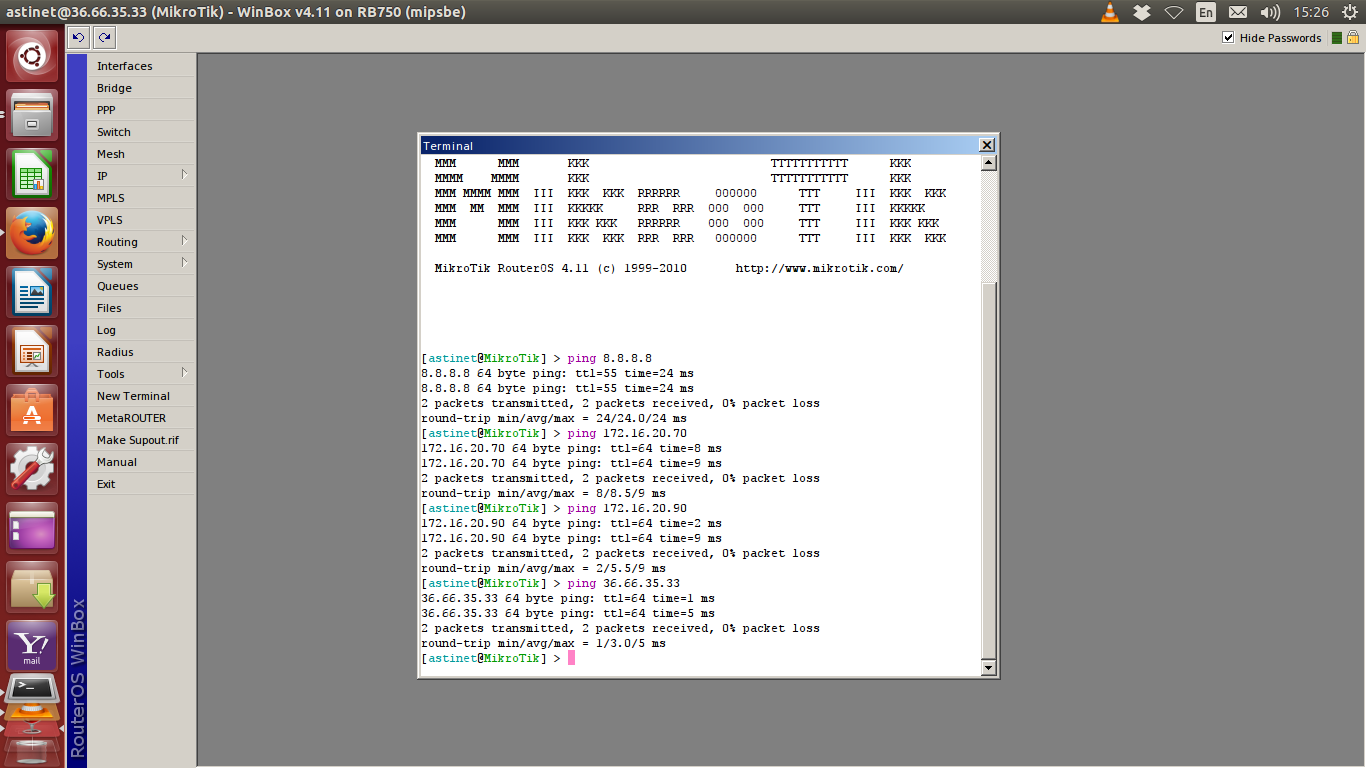 astinet@36.66.35.33 (MikroTik) - WinBox v4.11 on RB750 (mipsbe)
En
15:26
Hide Passwords
Interfaces
Bridge
PPP
Switch
Mesh
IP
MPLS
VPLS
Routing
System
Queues
Files
Log
Radius
Tools
New Terminal
MetaROUTER
Make Supout.rif
Manual
Exit
RouterOS WinBox
Y!
mail
Terminal
MMM      MMM       KKK                          TTTTTTTTTTT      KKK
MMMM    MMMM       KKK                          TTTTTTTTTTT      KKK
MMM MMMM MMM  III  KKK  KKK  RRRRRR     OOOOOO      TTT     III  KKK  KKK
MMM  MM  MMM  III  KKKKK     RRR  RRR  OOO  OOO     TTT     III  KKKKK
MMM      MMM  III  KKK KKK   RRRRRR    OOO  OOO     TTT     III  KKK KKK
MMM      MMM  III  KKK  KKK  RRR  RRR   OOOOOO      TTT     III  KKK  KKK
MikroTik RouterOS 4.11 (c) 1999-2010       http://www.mikrotik.com/
[astinet@MikroTik] > ping 8.8.8.8
8.8.8.8 64 byte ping: ttl=55 time=24 ms
8.8.8.8 64 byte ping: ttl=55 time=24 ms
2 packets transmitted, 2 packets received, 0% packet loss
round-trip min/avg/max = 24/24.0/24 ms
[astinet@MikroTik] > ping 172.16.20.70
172.16.20.70 64 byte ping: ttl=64 time=8 ms
172.16.20.70 64 byte ping: ttl=64 time=9 ms
2 packets transmitted, 2 packets received, 0% packet loss
round-trip min/avg/max = 8/8.5/9 ms
[astinet@MikroTik] > ping 172.16.20.90
172.16.20.90 64 byte ping: ttl=64 time=2 ms
172.16.20.90 64 byte ping: ttl=64 time=9 ms
2 packets transmitted, 2 packets received, 0% packet loss
round-trip min/avg/max = 2/5.5/9 ms
[astinet@MikroTik] > ping 36.66.35.33
36.66.35.33 64 byte ping: ttl=64 time=1 ms
36.66.35.33 64 byte ping: ttl=64 time=5 ms
2 packets transmitted, 2 packets received, 0% packet loss
round-trip min/avg/max = 1/3.0/5 ms
[astinet@MikroTik] >